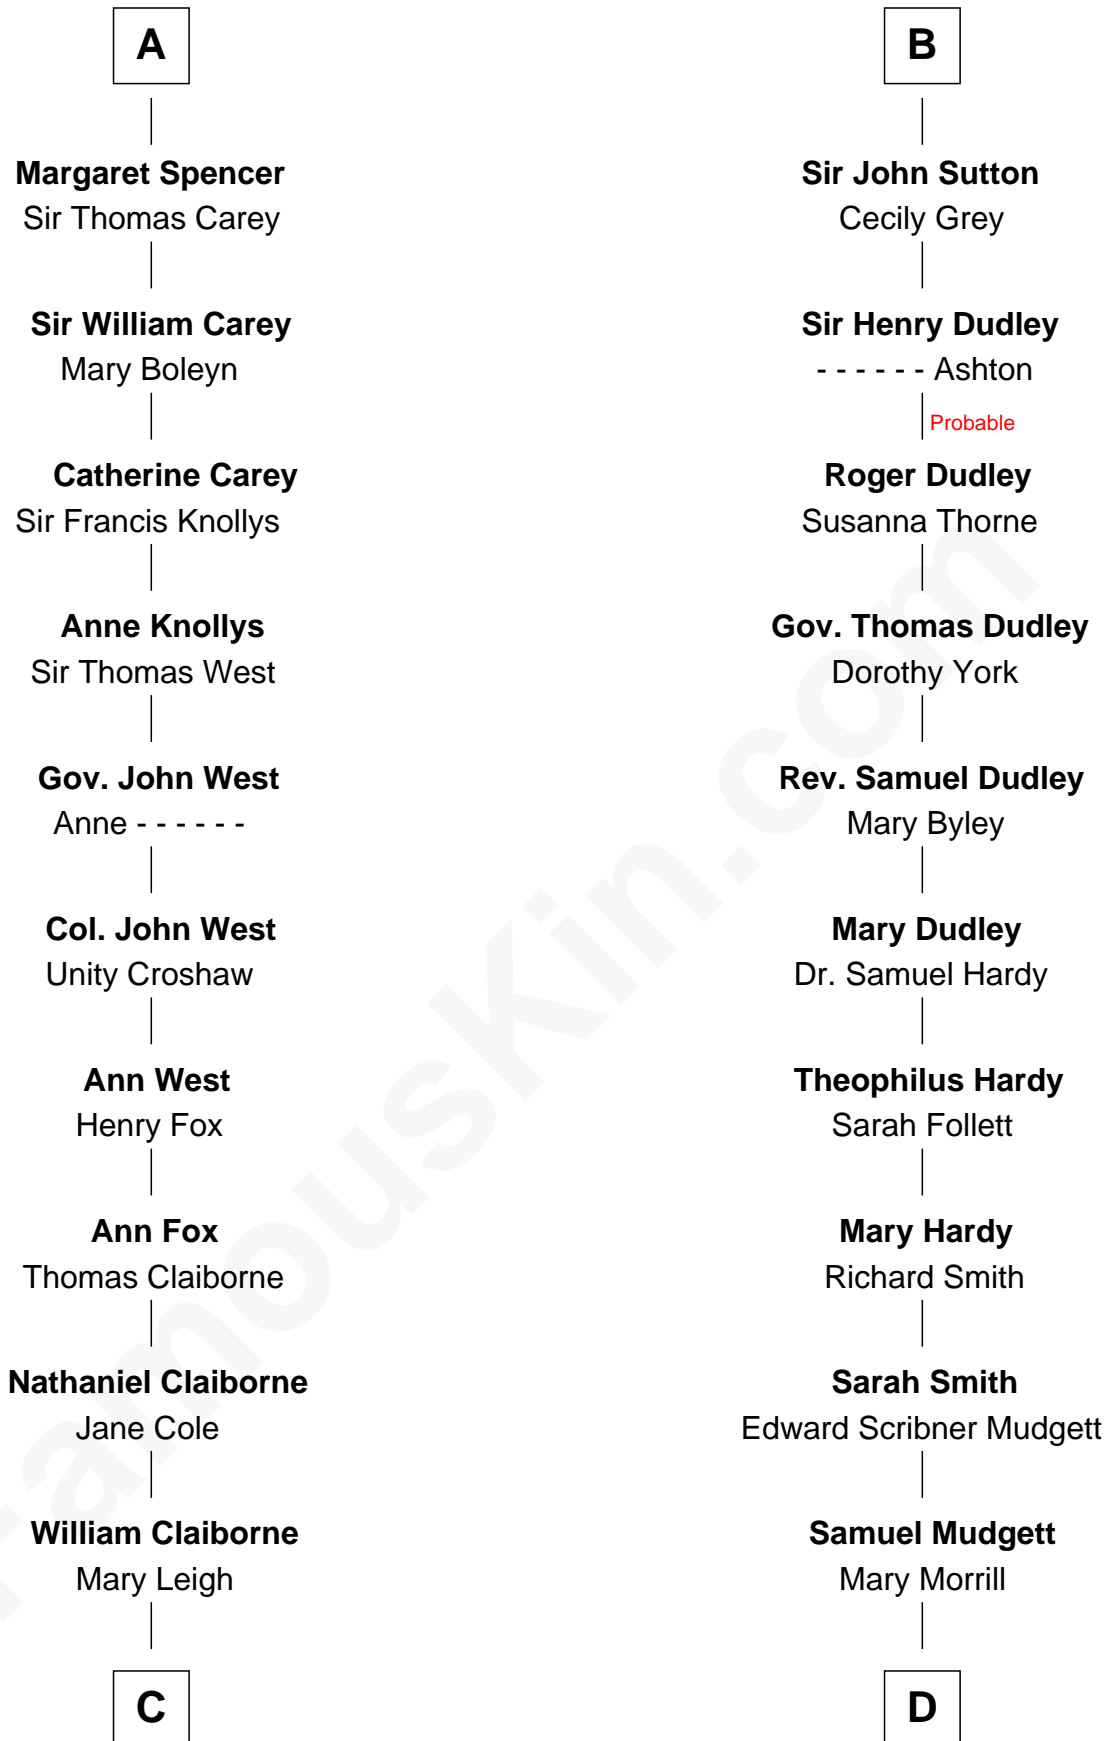 A
Margaret Spencer
Sir Thomas Carey
Sir William Carey
Mary Boleyn
Catherine Carey
Sir Francis Knollys
Anne Knollys
Sir Thomas West
Gov. John West
Anne - - - - - -
Col. John West
Unity Croshaw
Ann West
Henry Fox
Ann Fox
Thomas Claiborne
Nathaniel Claiborne
Jane Cole
William Claiborne
Mary Leigh
C
B
Sir John Sutton
Cecily Grey
Sir Henry Dudley
- - - - - - Ashton
Probable
Roger Dudley
Susanna Thorne
Gov. Thomas Dudley
Dorothy York
Rev. Samuel Dudley
Mary Byley
Mary Dudley
Dr. Samuel Hardy
Theophilus Hardy
Sarah Follett
Mary Hardy
Richard Smith
Sarah Smith
Edward Scribner Mudgett
Samuel Mudgett
Mary Morrill
D
FamousKin.com